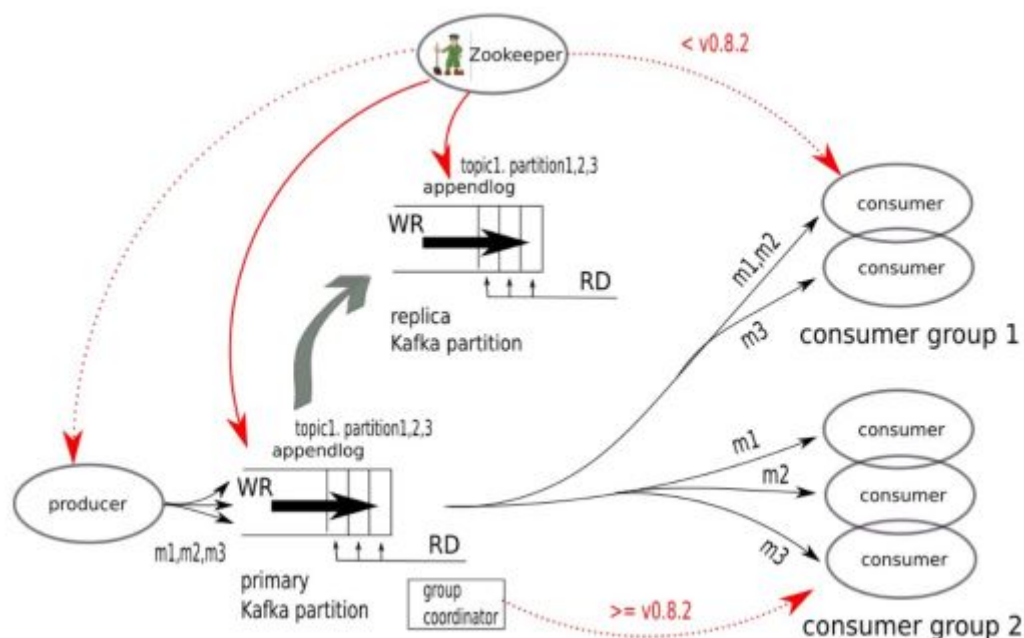 Zookeeper
< v0.8.2
topic1. partition1,2,3
appendlog
WR
RD
replica
Kafka partition
consumer
consumer
m1,m2
m3
consumer group 1
topic1. partition1,2,3
appendlog
producer
WR
m1,m2,m3
RD
primary
Kafka partition
group
coordinator
m1
m2
m3
consumer
consumer
consumer
>= v0.8.2
consumer group 2